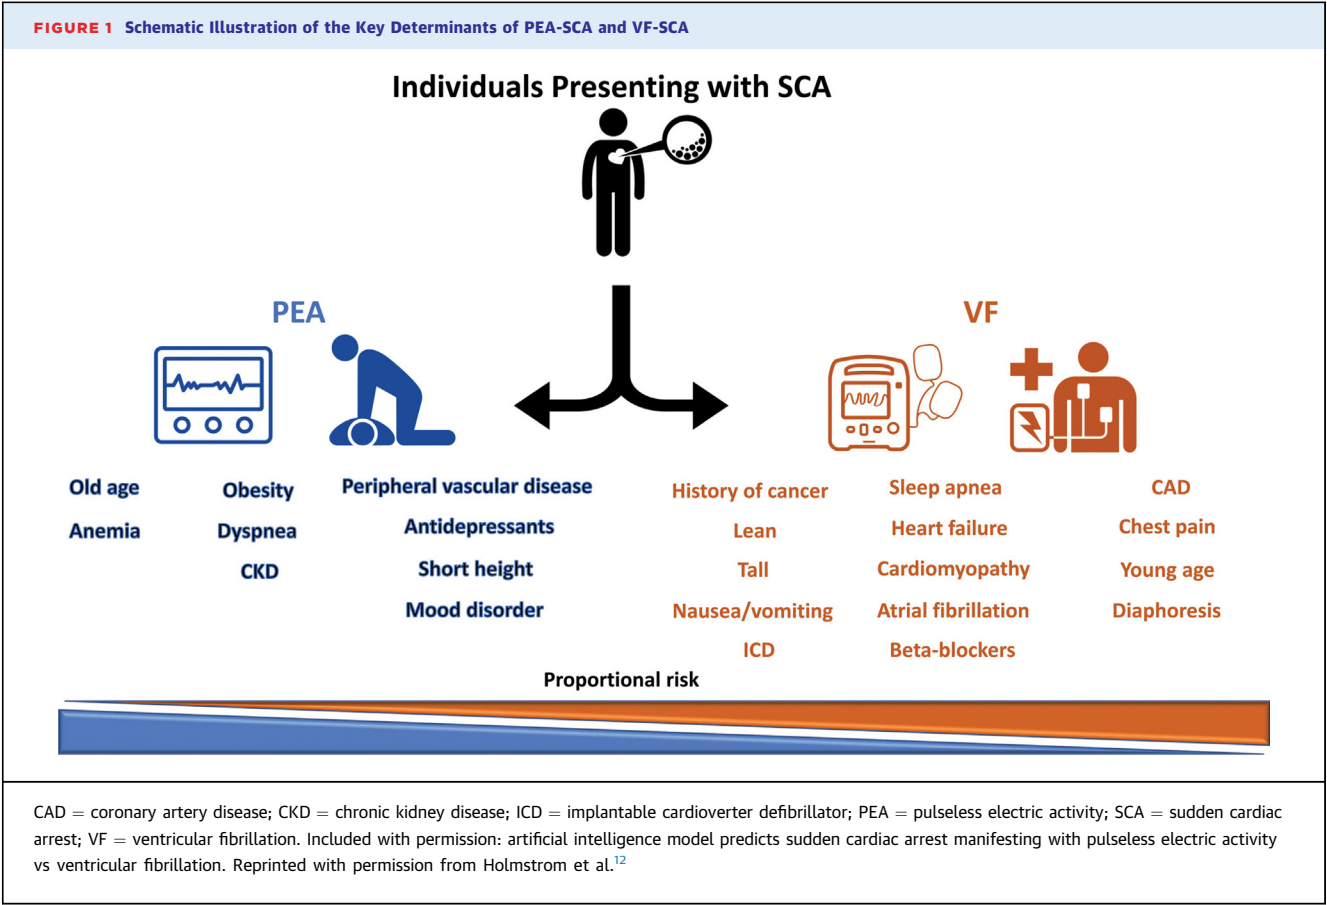 FIGURE 1 Schematic Illustration of the Key Determinants of PEA-SCA and VF-SCA
Individuals Presenting with SCA
PEA
VF
Old age
Anemia
Obesity
Dyspnea
CKD
Peripheral vascular disease
Antidepressants
Short height
Mood disorder
History of cancer
Lean
Tall
Nausea/vomiting
ICD
Sleep apnea
Heart failure
Cardiomyopathy
Atrial fibrillation
Beta-blockers
CAD
Chest pain
Young age
Diaphoresis
Proportional risk
CAD = coronary artery disease; CKD = chronic kidney disease; ICD = implantable cardioverter defibrillator; PEA = pulseless electric activity; SCA = sudden cardiac
arrest; VF = ventricular fibrillation. Included with permission: artificial intelligence model predicts sudden cardiac arrest manifesting with pulseless electric activity
vs ventricular fibrillation. Reprinted with permission from Holmstrom et al.12